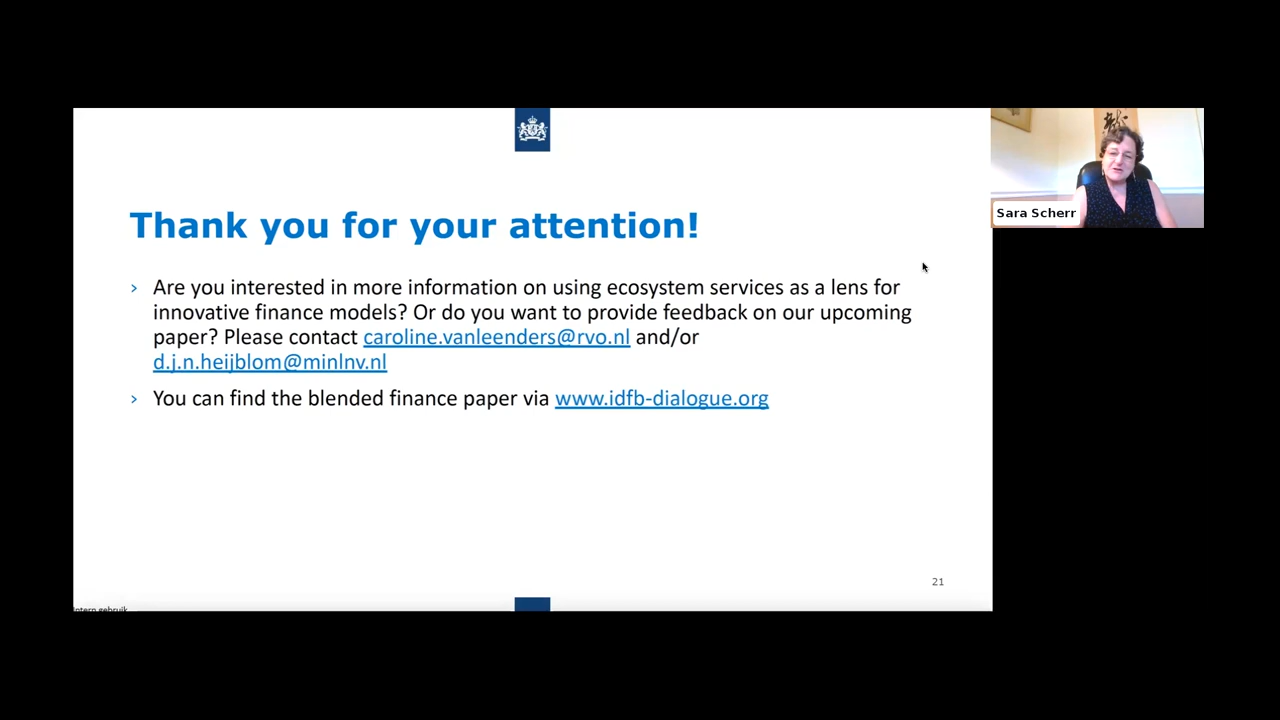 Thank you for your attention!
› Are you interested in more information on using ecosystem services as a lens for
innovative finance models? Or do you want to provide feedback on our upcoming
paper? Please contact caroline.vanleenders@rvo.nl and/or
d.j.n.heijblom@minlnv.nl
› You can find the blended finance paper via www.idfb-dialogue.org
21
Intern gebruik
Sara Scherr